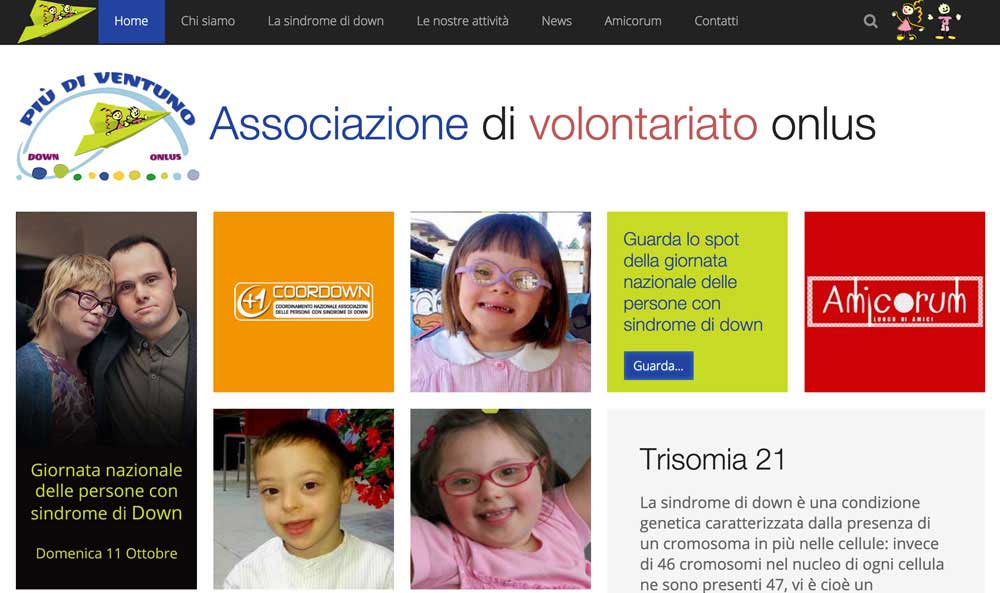 Home
Chi siamo
La sindrome di down
Le nostre attività
News
Amicorum
Contatti
PIÙ DI VENTUNO
DOWN ONLUS
Associazione di volontariato onlus
Giornata nazionale
delle persone con
sindrome di Down
Domenica 11 Ottobre
+1 COORDOWN
COORDINAMENTO NAZIONALE ASSOCIAZIONI
DELLE PERSONE CON SINDROME DI DOWN
Guarda lo spot
della giornata
nazionale delle
persone con
sindrome di down
Guarda...
Amicorum
LUOGO DI AMICI
Trisomia 21
La sindrome di down è una condizione
genetica caratterizzata dalla presenza di
un cromosoma in più nelle cellule: invece
di 46 cromosomi nel nucleo di ogni cellula
ne sono presenti 47, vi è cioè un